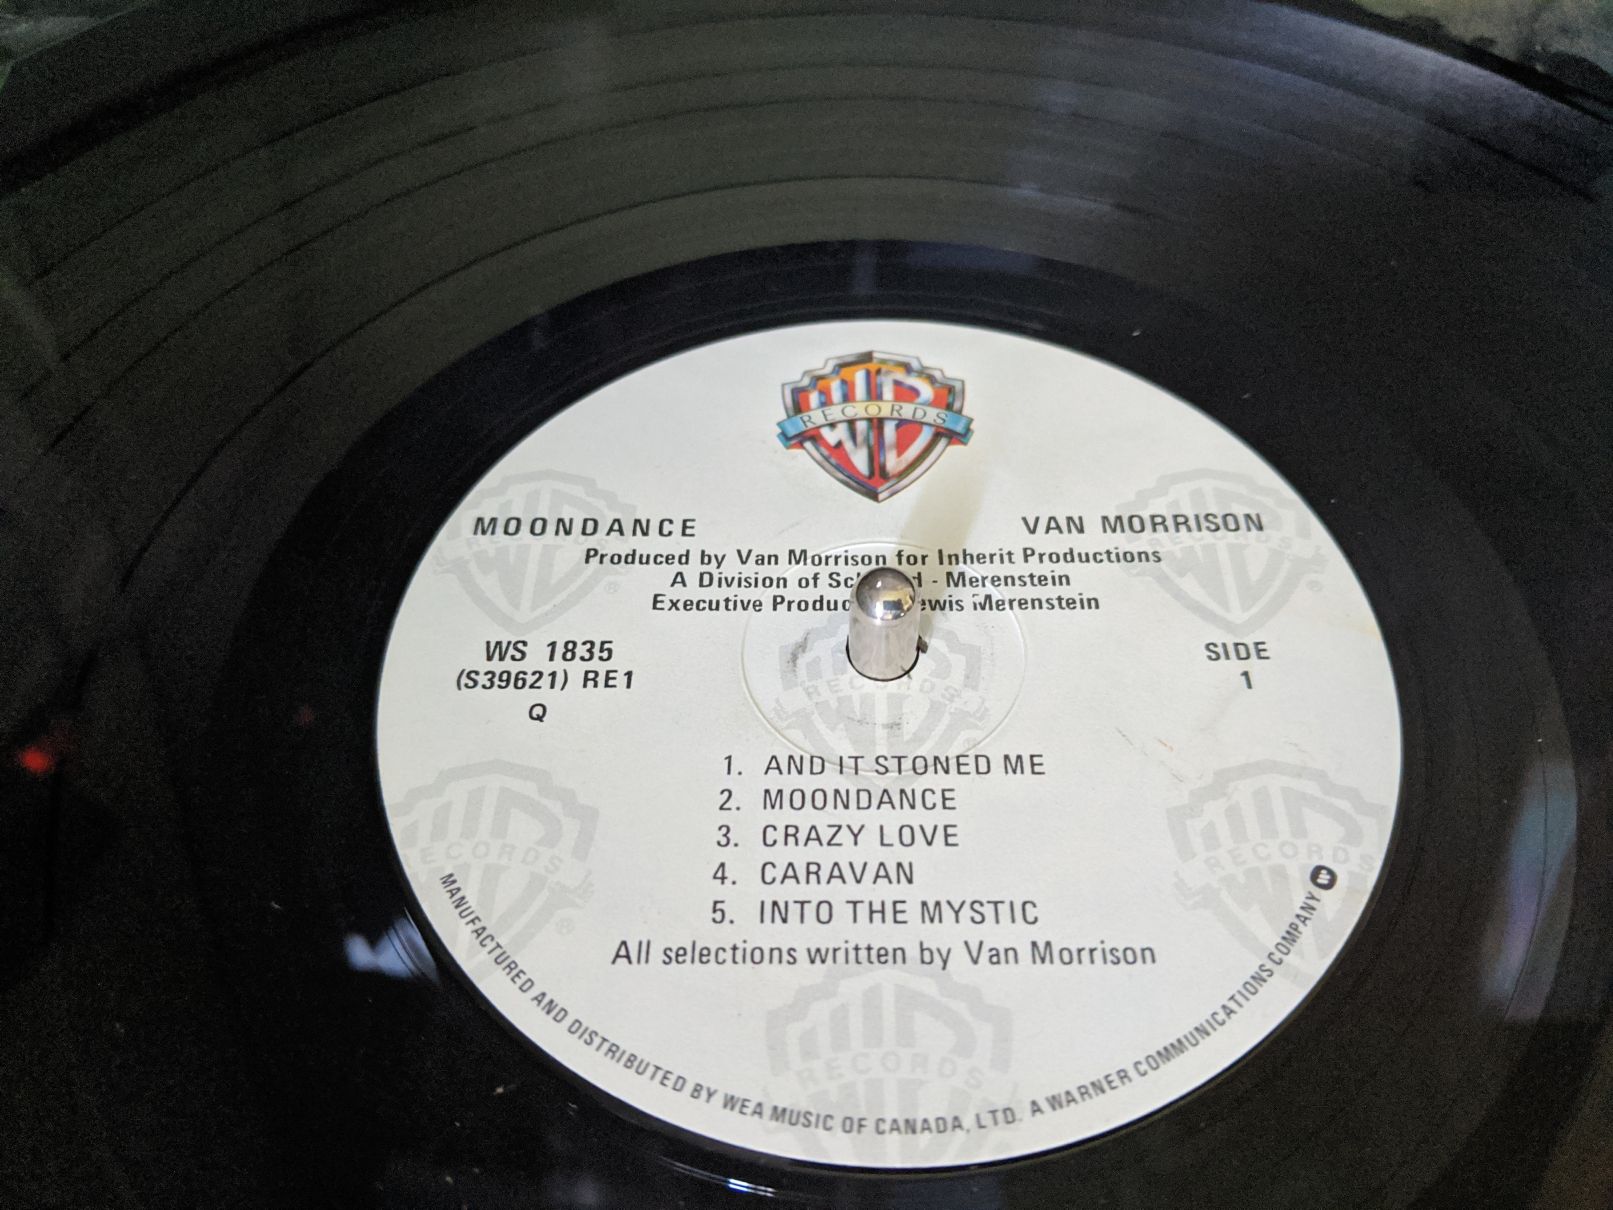 WB
RECORDS
MOONDANCE
VAN MORRISON
Produced by Van Morrison for Inherit Productions
A Division of - Merenstein
Executive Merenstein
WS 1835
(S39621) RE1
Q
SIDE
1
1. AND IT STONED ME
2. MOONDANCE
3. CRAZY LOVE
4. CARAVAN
5. INTO THE MYSTIC
All selections written by Van Morrison
MANUFACTURED AND DISTRIBUTED BY WEA MUSIC OF CANADA, LTD. A WARNER COMMUNICATIONS COMPANY